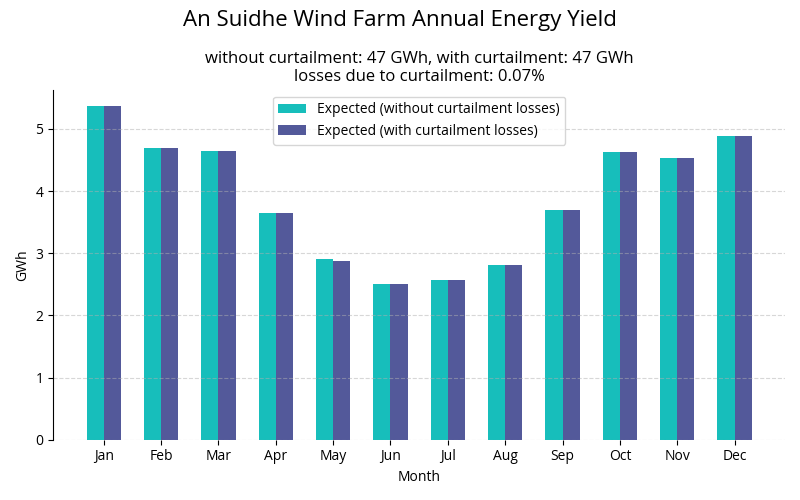 An Suidhe Wind Farm Annual Energy Yield
without curtailment: 47 GWh, with curtailment: 47 GWh
losses due to curtailment: 0.07%
Expected (without curtailment losses)
Expected (with curtailment losses)
GWh
5
4
3
2
1
0
Jan Feb Mar Apr May Jun Jul Aug Sep Oct Nov Dec
Month